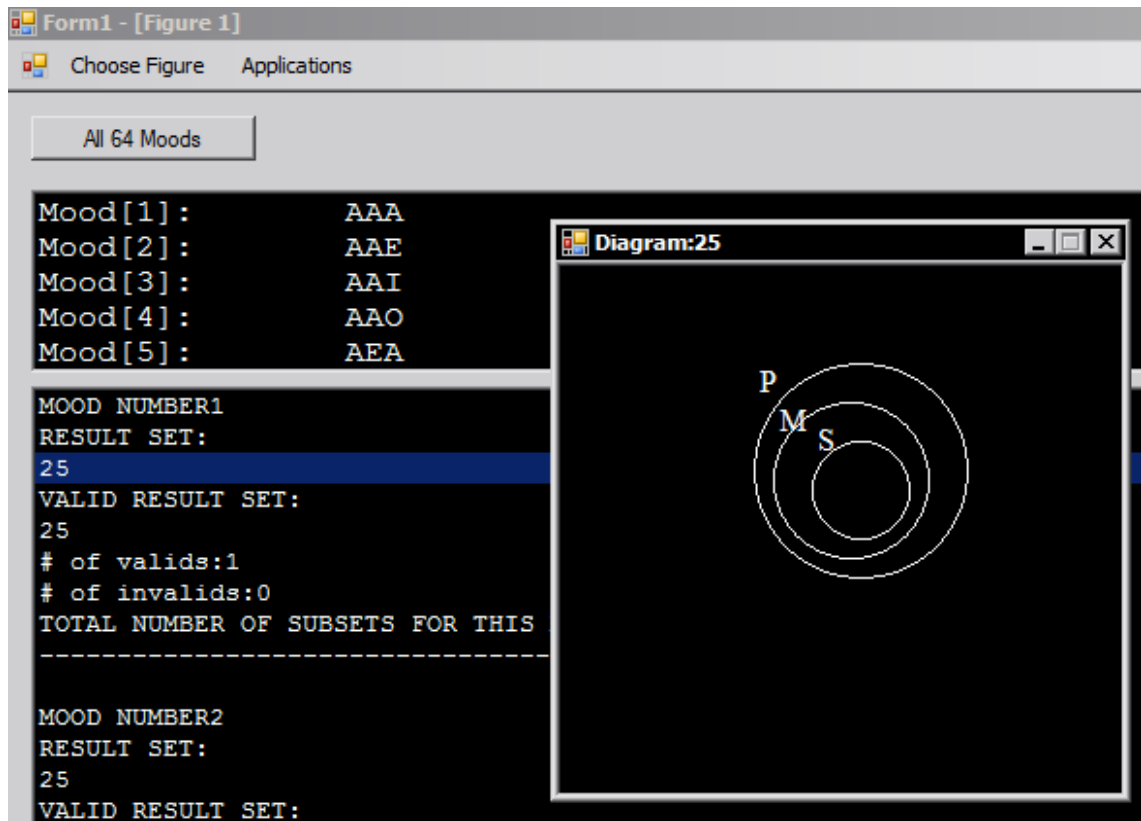 Form1 - [Figure 1]
Choose Figure Applications
All 64 Moods
Mood[1]: AAA
Mood[2]: AAE
Mood[3]: AAI
Mood[4]: AAO
Mood[5]: AEA
MOOD NUMBER1
RESULT SET:
25
VALID RESULT SET:
25
# of valids:1
# of invalids:0
TOTAL NUMBER OF SUBSETS FOR THIS
----------------------------------
MOOD NUMBER2
RESULT SET:
25
VALID RESULT SET:
Diagram:25
P
M
S